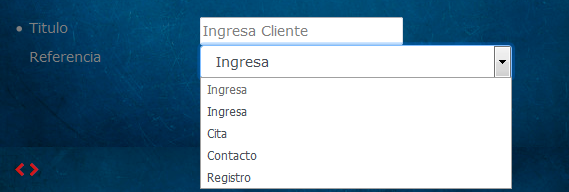 Titulo
Ingresa Cliente
Referencia
Ingresa
Ingresa
Ingresa
Cita
Contacto
Registro